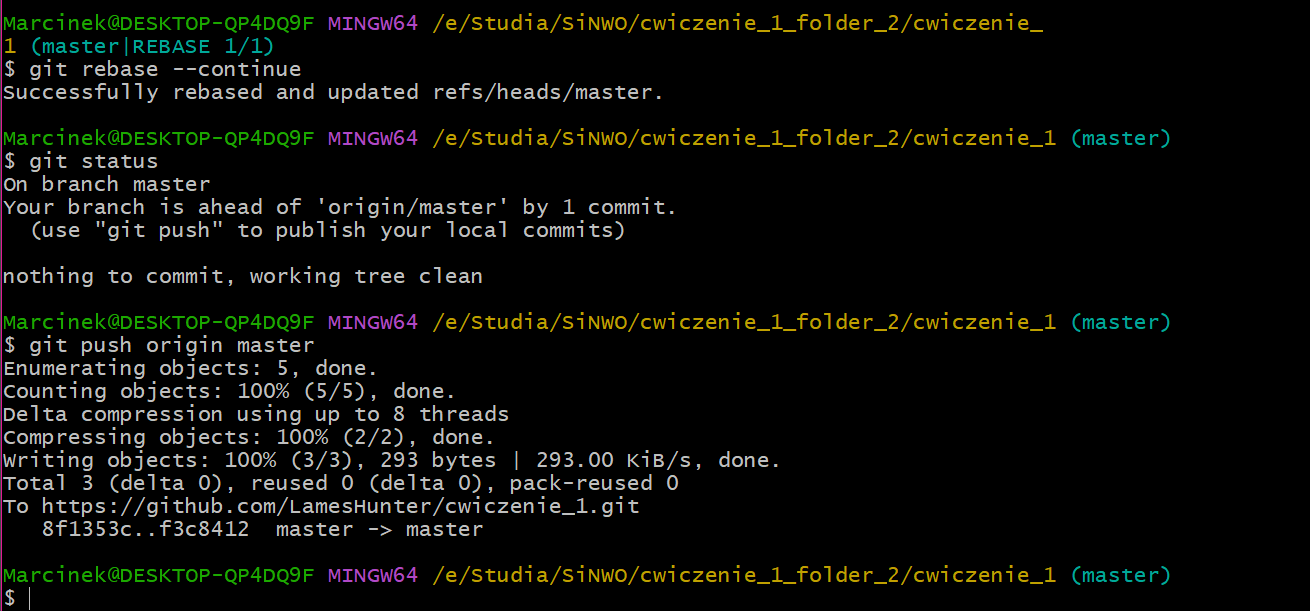 Marcinek@DESKTOP-QP4DQ9F MINGW64 /e/Studia/SiNWO/cwiczenie_1_folder_2/cwiczenie_
1 (master|REBASE 1/1)
$ git rebase --continue
Successfully rebased and updated refs/heads/master.

Marcinek@DESKTOP-QP4DQ9F MINGW64 /e/Studia/SiNWO/cwiczenie_1_folder_2/cwiczenie_1 (master)
$ git status
On branch master
Your branch is ahead of 'origin/master' by 1 commit.
  (use "git push" to publish your local commits)

nothing to commit, working tree clean

Marcinek@DESKTOP-QP4DQ9F MINGW64 /e/Studia/SiNWO/cwiczenie_1_folder_2/cwiczenie_1 (master)
$ git push origin master
Enumerating objects: 5, done.
Counting objects: 100% (5/5), done.
Delta compression using up to 8 threads
Compressing objects: 100% (2/2), done.
Writing objects: 100% (3/3), 293 bytes | 293.00 KiB/s, done.
Total 3 (delta 0), reused 0 (delta 0), pack-reused 0
To https://github.com/LamesHunter/cwiczenie_1.git
   8f1353c..f3c8412  master -> master

Marcinek@DESKTOP-QP4DQ9F MINGW64 /e/Studia/SiNWO/cwiczenie_1_folder_2/cwiczenie_1 (master)
$